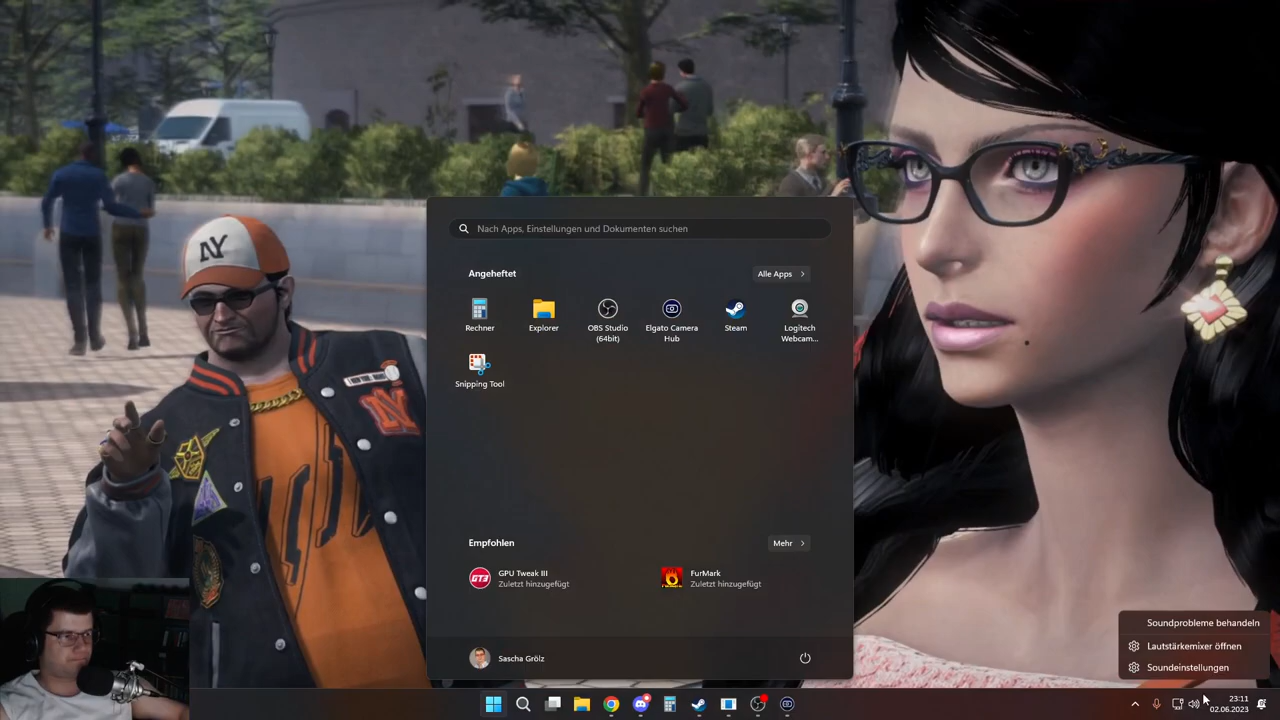 NY
N
Nach Apps, Einstellungen und Dokumenten suchen
Angeheftet
Alle Apps
Rechner
Explorer
OBS Studio
(64bit)
Elgato Camera
Hub
Steam
Logitech
Webcam...
Snipping Tool
Empfohlen
Mehr
GT3
GPU Tweak III
Zuletzt hinzugefügt
FurMark
Zuletzt hinzugefügt
Sascha Grölz
Soundprobleme behandeln
Lautstärkemixer öffnen
Soundeinstellungen
23:11
02.06.2023